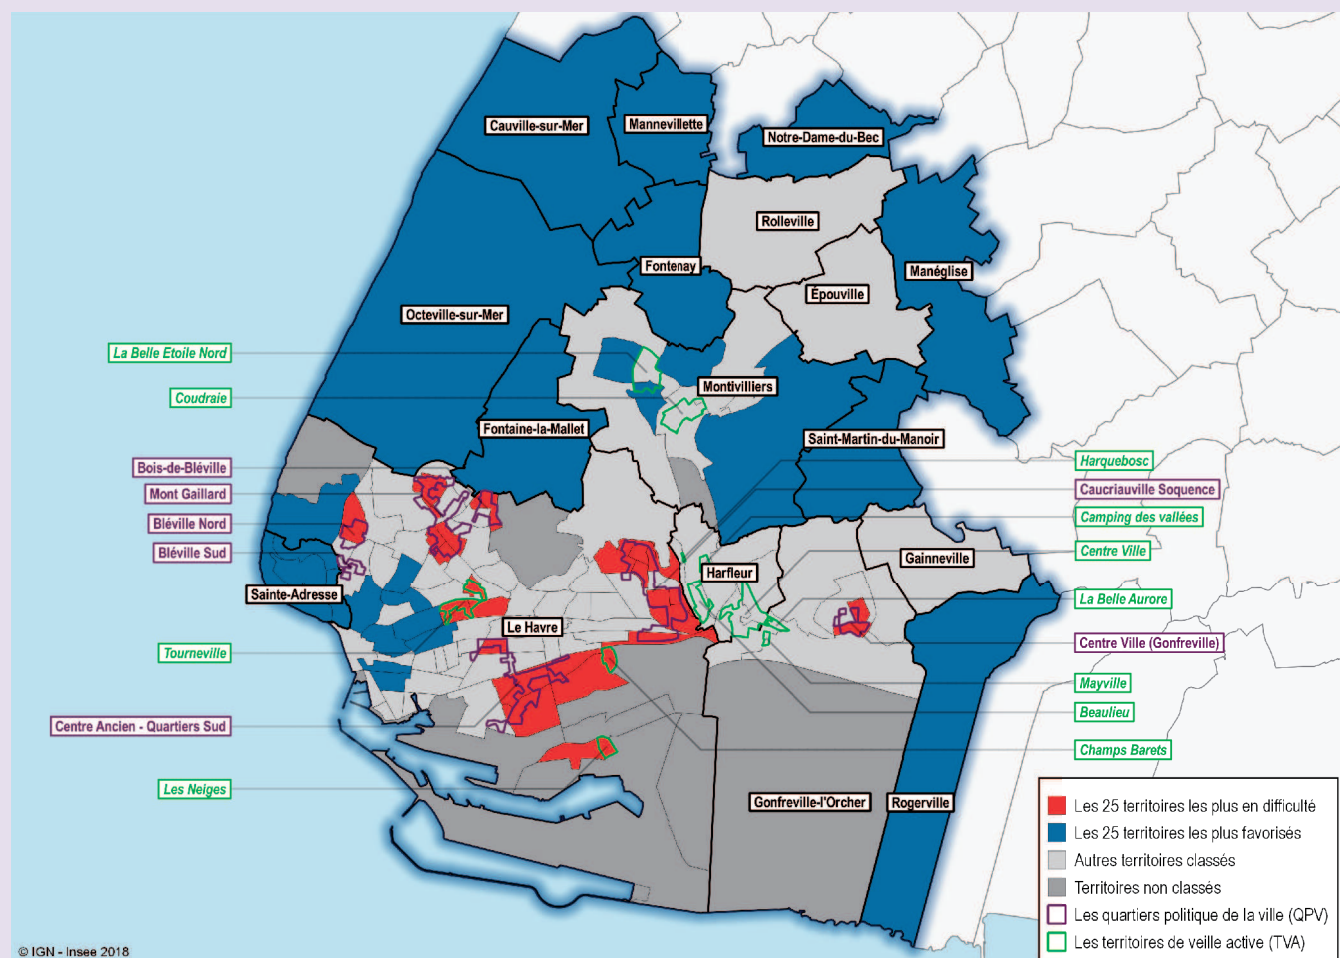 Cauville-sur-Mer
Mannevillette
Notre-Dame-du-Bec
Rolleville
Fontenay
Manéglise
Épouville
Octeville-sur-Mer
La Belle Etoile Nord
Montivilliers
Coudraie
Fontaine-la-Mallet
Saint-Martin-du-Manoir
Bois-de-Bléville
Harquebosc
Mont Gaillard
Caucriauville Soquence
Bléville Nord
Camping des vallées
Bléville Sud
Centre Ville
Gainneville
Harfleur
Sainte-Adresse
La Belle Aurore
Le Havre
Centre Ville (Gonfreville)
Tourneville
Mayville
Beaulieu
Centre Ancien - Quartiers Sud
Champs Barets
Les Neiges
Gonfreville-l'Orcher
Rogerville
Les 25 territoires les plus en difficulté
Les 25 territoires les plus favorisés
Autres territoires classés
Territoires non classés
Les quartiers politique de la ville (QPV)
Les territoires de veille active (TVA)
© IGN - Insee 2018